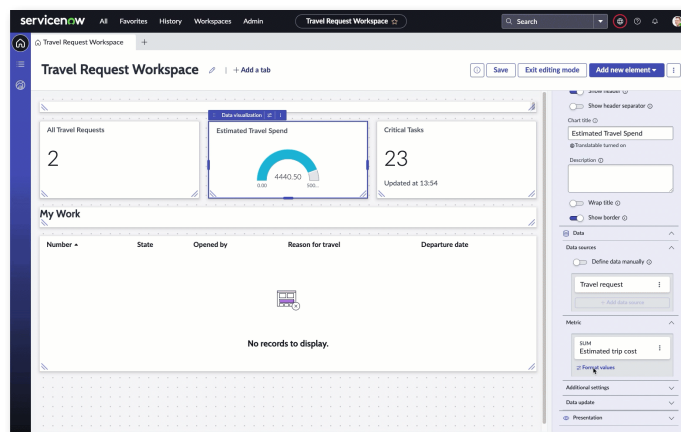 servicenow All Favorites History Workspaces Admin Travel Request Workspace Search
Travel Request Workspace
Travel Request Workspace + Add a tab Save Exit editing mode Add new element
Show header
Show header separator
Chart title
Estimated Travel Spend
Translatable turned on
Description
Wrap title
Show border
Data
Data sources
Define data manually
Travel request
+ Add data source
Metric
SUM
Estimated trip cost
Format values
Additional settings
Data update
Presentation
Data visualization
All Travel Requests
2
Estimated Travel Spend
4440.50
0.00 500...
Critical Tasks
23
Updated at 13:54
My Work
Number State Opened by Reason for travel Departure date
No records to display.